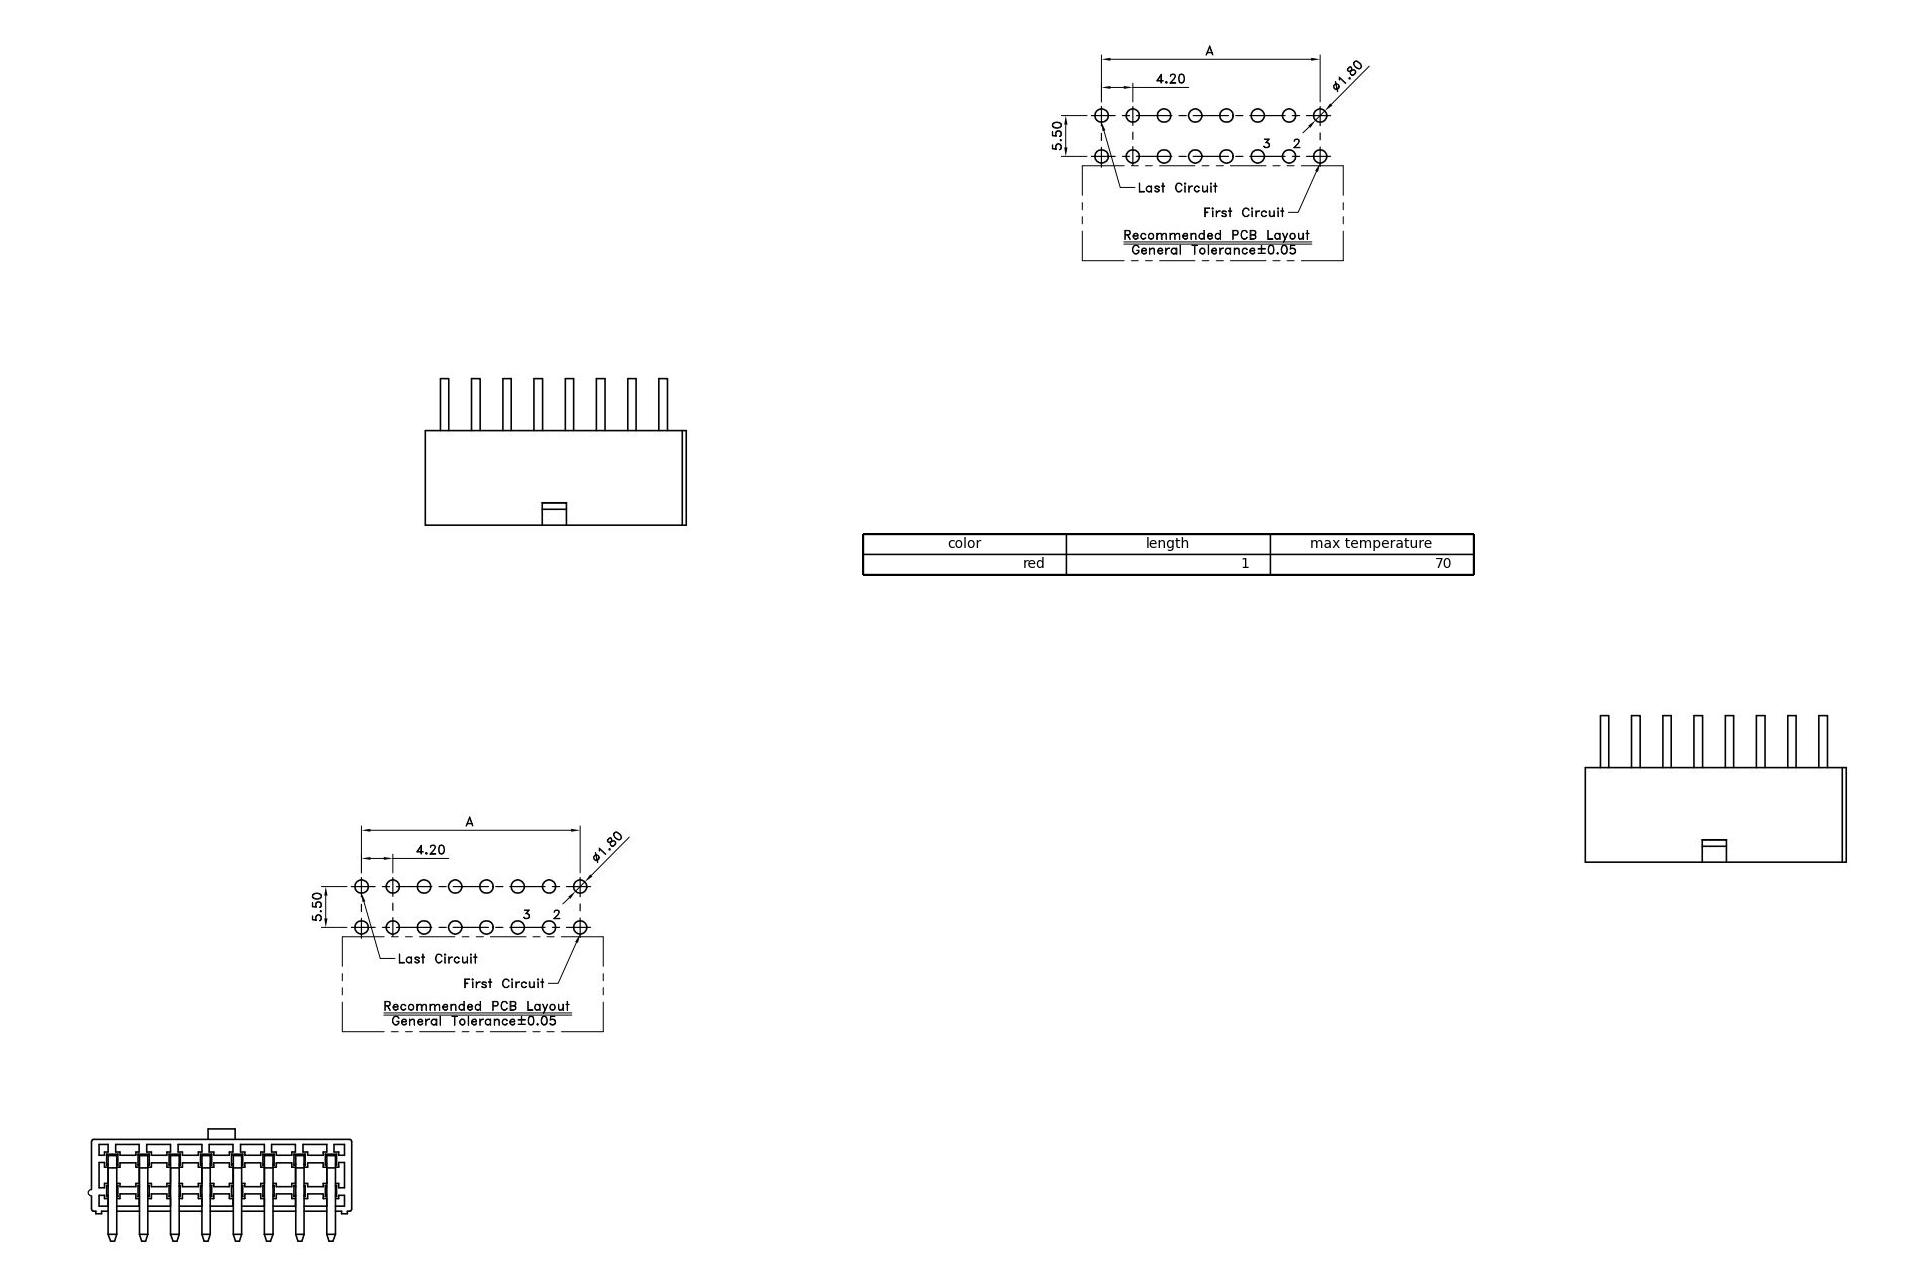 A
4.20
ø1.80
5.50
3 2
Last Circuit
First Circuit
Recommended PCB Layout
General Tolerance±0.05
color length max temperature
red 1 70
A
4.20
ø1.80
5.50
3 2
Last Circuit
First Circuit
Recommended PCB Layout
General Tolerance±0.05